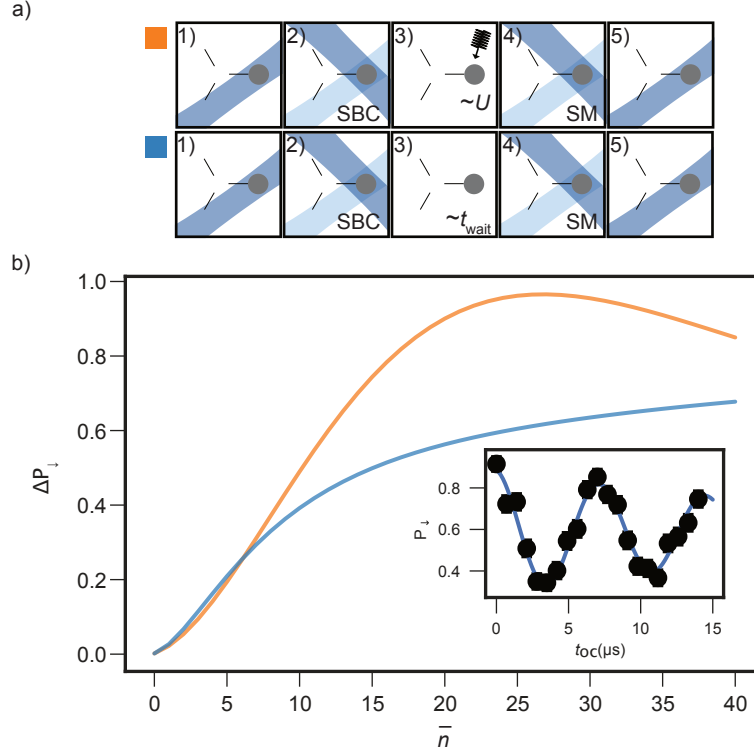 a)
1) 2) 3) 4) 5)
SBC ~U SM
1) 2) 3) 4) 5)
SBC ~t_wait SM
b)
1.0
0.8
0.6
0.4
0.2
0.0
ΔP↓
0 5 10 15 20 25 30 35 40
n̅
0.8
0.6
0.4
P↓
0 5 10 15
tOC(µs)